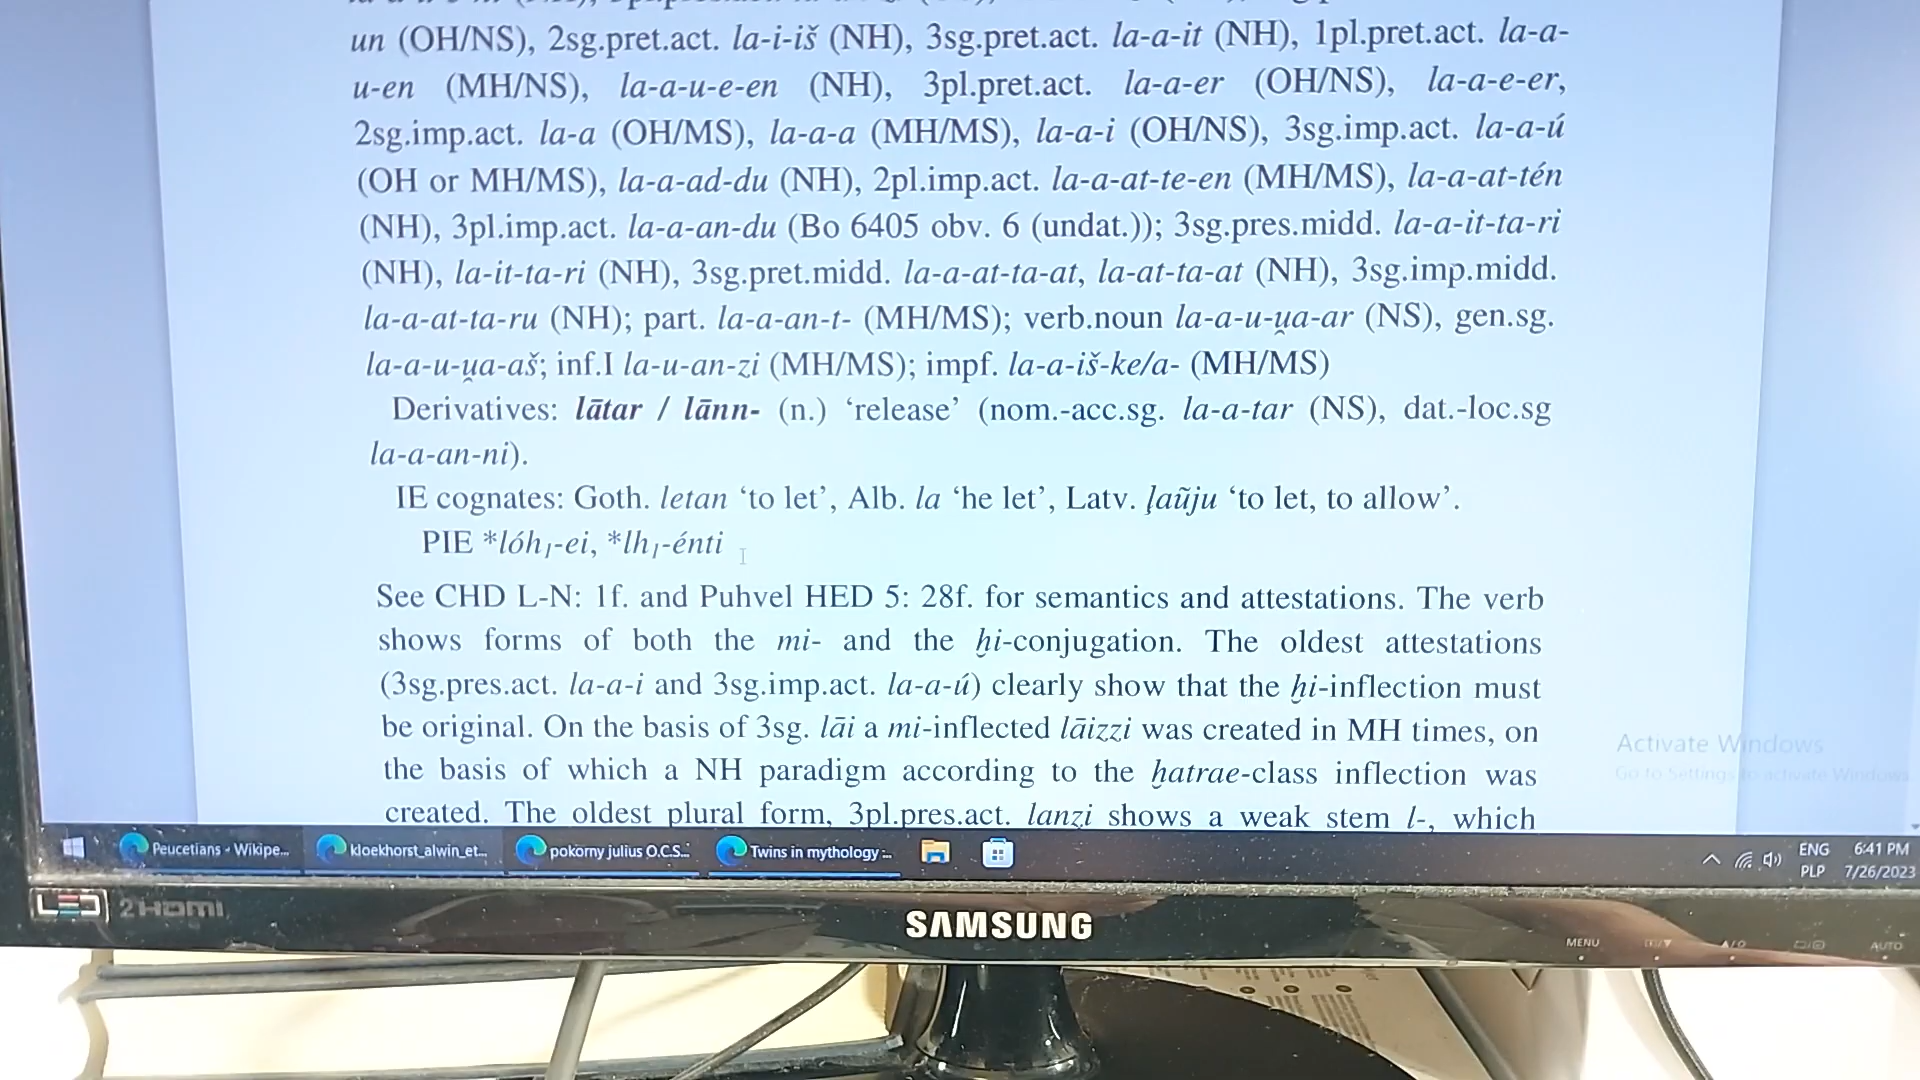 un (OH/NS), 2sg.pret.act. la-i-iš (NH), 3sg.pret.act. la-a-it (NH), 1pl.pret.act. la-a-
u-en (MH/NS), la-a-u-e-en (NH), 3pl.pret.act. la-a-er (OH/NS), la-a-e-er,
2sg.imp.act. la-a (OH/MS), la-a-a (MH/MS), la-a-i (OH/NS), 3sg.imp.act. la-a-ú
(OH or MH/MS), la-a-ad-du (NH), 2pl.imp.act. la-a-at-te-en (MH/MS), la-a-at-tén
(NH), 3pl.imp.act. la-a-an-du (Bo 6405 obv. 6 (undat.)); 3sg.pres.midd. la-a-it-ta-ri
(NH), la-it-ta-ri (NH), 3sg.pret.midd. la-a-at-ta-at, la-at-ta-at (NH), 3sg.imp.midd.
la-a-at-ta-ru (NH); part. la-a-an-t- (MH/MS); verb.noun la-a-u-u̯a-ar (NS), gen.sg.
la-a-u-u̯a-aš; inf.I la-u-an-zi (MH/MS); impf. la-a-iš-ke/a- (MH/MS)
Derivatives: lātar / lānn- (n.) ‘release’ (nom.-acc.sg. la-a-tar (NS), dat.-loc.sg
la-a-an-ni).
IE cognates: Goth. letan ‘to let’, Alb. la ‘he let’, Latv. ļaũju ‘to let, to allow’.
PIE *lóh₁-ei, *lh₁-énti
See CHD L-N: 1f. and Puhvel HED 5: 28f. for semantics and attestations. The verb
shows forms of both the mi- and the ḫi-conjugation. The oldest attestations
(3sg.pres.act. la-a-i and 3sg.imp.act. la-a-ú) clearly show that the ḫi-inflection must
be original. On the basis of 3sg. lāi a mi-inflected lāizzi was created in MH times, on
the basis of which a NH paradigm according to the ḫatrae-class inflection was
created. The oldest plural form, 3pl.pres.act. lanzi shows a weak stem l-, which
Activate Windows
Go to Settings to activate Windows
Peucetians - Wikipe...
kloekhorst_alwin_et...
pokorny julius O.C.S...
Twins in mythology :...
ENG
PLP
6:41 PM
7/26/2023
LED 2HDMI
SAMSUNG
MENU
AUTO